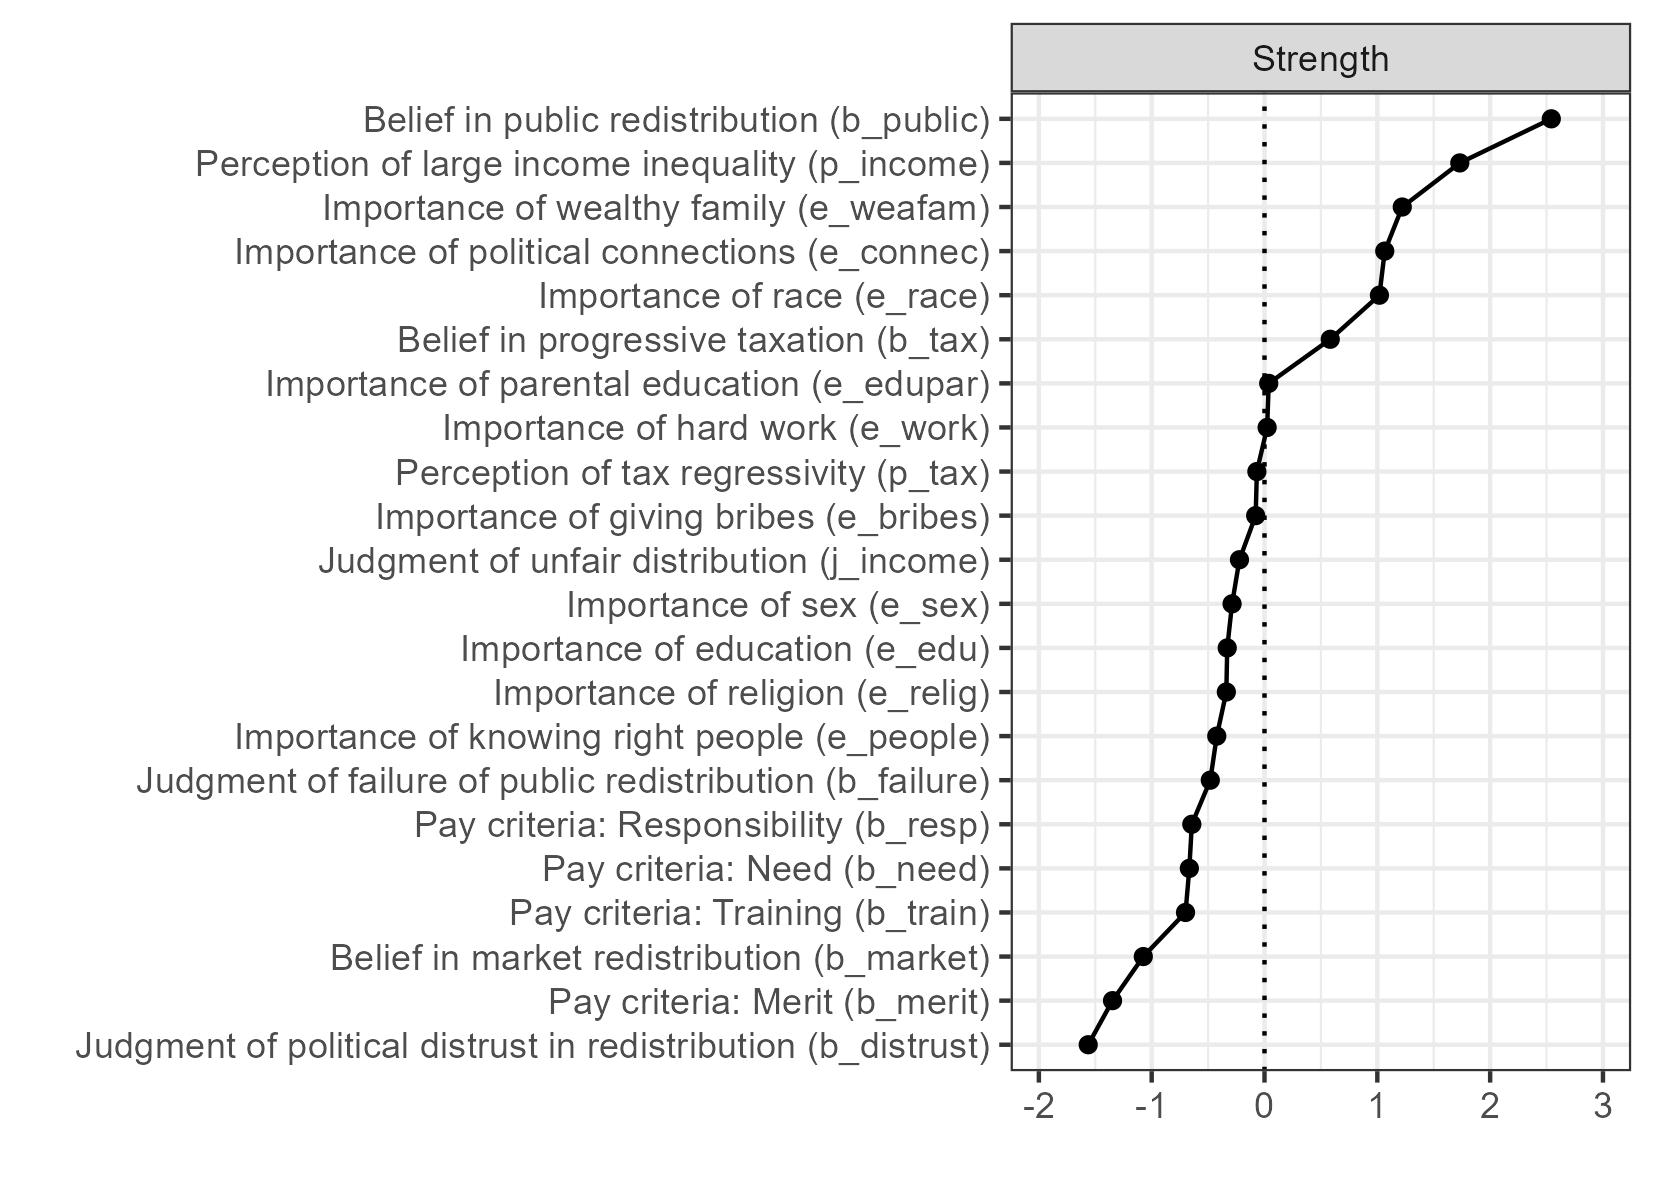 Strength
Belief in public redistribution (b_public)
Perception of large income inequality (p_income)
Importance of wealthy family (e_weafam)
Importance of political connections (e_connec)
Importance of race (e_race)
Belief in progressive taxation (b_tax)
Importance of parental education (e_edupar)
Importance of hard work (e_work)
Perception of tax regressivity (p_tax)
Importance of giving bribes (e_bribes)
Judgment of unfair distribution (j_income)
Importance of sex (e_sex)
Importance of education (e_edu)
Importance of religion (e_relig)
Importance of knowing right people (e_people)
Judgment of failure of public redistribution (b_failure)
Pay criteria: Responsibility (b_resp)
Pay criteria: Need (b_need)
Pay criteria: Training (b_train)
Belief in market redistribution (b_market)
Pay criteria: Merit (b_merit)
Judgment of political distrust in redistribution (b_distrust)
-2 -1 0 1 2 3